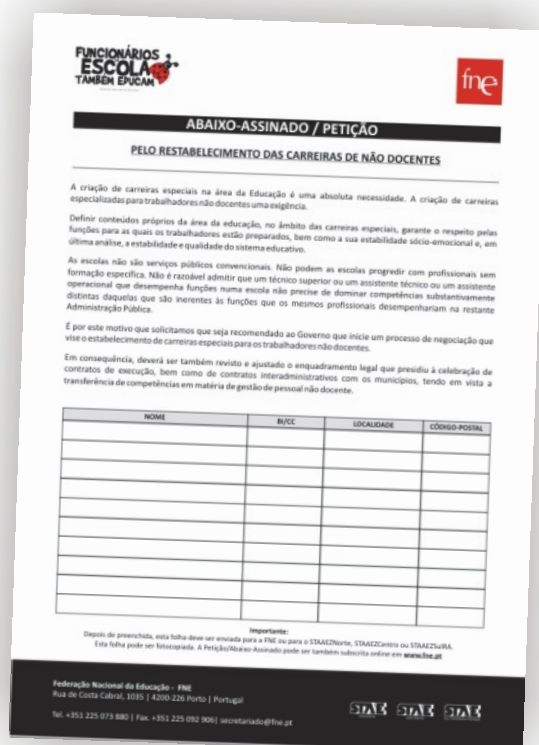 FUNCIONÁRIOS
ESCOLA
TAMBÉM EDUCAM
fne
ABAIXO-ASSINADO / PETIÇÃO
PELO RESTABELECIMENTO DAS CARREIRAS DE NÃO DOCENTES
A criação de carreiras especiais na área da Educação é uma absoluta necessidade. A criação de carreiras
especializadas para trabalhadores não docentes uma exigência.
Definir conteúdos próprios da área da educação, no âmbito das carreiras especiais, garante o respeito pelas
funções para as quais os trabalhadores estão preparados, bem como a sua estabilidade sócio-emocional e, em
última análise, a estabilidade e qualidade do sistema educativo.
As escolas não são serviços públicos convencionais. Não podem as escolas progredir com profissionais sem
formação específica. Não é razoável admitir que um técnico superior ou um assistente técnico ou um assistente
operacional que desempenha funções numa escola não precise de dominar competências substantivamente
distintas daquelas que são inerentes às funções que os mesmos profissionais desempenhariam na restante
Administração Pública.
É por este motivo que solicitamos que seja recomendado ao Governo que inicie um processo de negociação que
vise o estabelecimento de carreiras especiais para os trabalhadores não docentes.
Em consequência, deverá ser também revisto e ajustado o enquadramento legal que presidiu à celebração de
contratos de execução, bem como de contratos interadministrativos com os municípios, tendo em vista a
transferência de competências em matéria de gestão de pessoal não docente.
NOME BI/CC LOCALIDADE CÓDIGO-POSTAL
Importante:
Depois de preenchida, esta folha deve ser enviada para a FNE ou para o STAAEZNorte, STAAEZCentro ou STAAEZSulRA.
Esta folha pode ser fotocopiada. A Petição/Abaixo-Assinado pode ser também subscrita online em www.fne.pt
Federação Nacional da Educação - FNE
Rua de Costa Cabral, 1035 | 4200-226 Porto | Portugal
Tel. +351 225 073 880 | Fax. +351 225 092 906| secretariado@fne.pt
STAAE STAAE STAAE